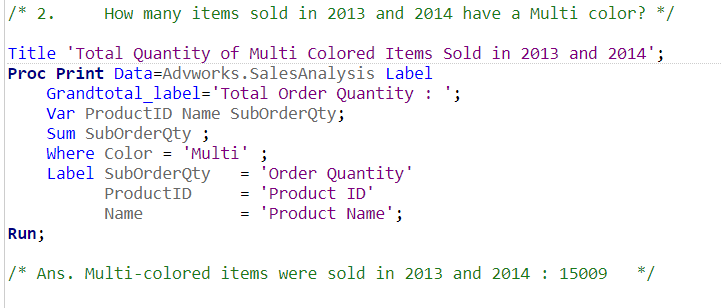 /* 2.     How many items sold in 2013 and 2014 have a Multi color? */
Title 'Total Quantity of Multi Colored Items Sold in 2013 and 2014';
Proc Print Data=Advworks.SalesAnalysis Label
    Grandtotal_label='Total Order Quantity : ';
    Var ProductID Name SubOrderQty;
    Sum SubOrderQty ;
    Where Color = 'Multi' ;
    Label SubOrderQty   = 'Order Quantity'
          ProductID     = 'Product ID'
          Name          = 'Product Name';
Run;
/* Ans. Multi-colored items were sold in 2013 and 2014 : 15009   */